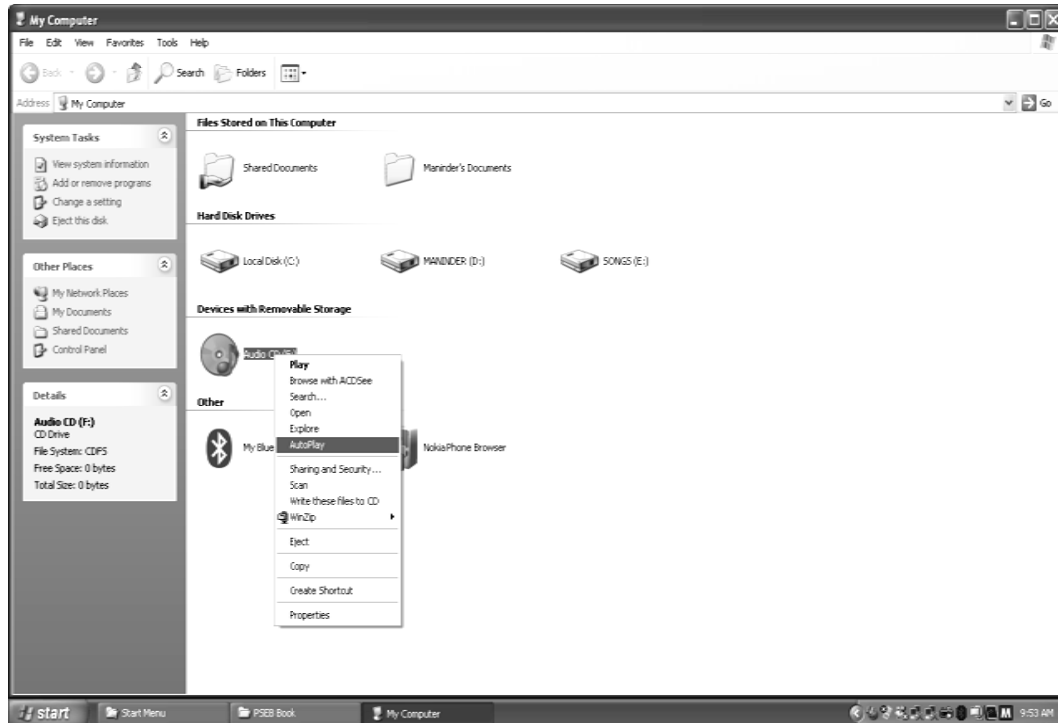 My Computer
File Edit View Favorites Tools Help
Back Search Folders
Address My Computer Go
System Tasks
View system information
Add or remove programs
Change a setting
Eject this disk
Other Places
My Network Places
My Documents
Shared Documents
Control Panel
Details
Audio CD (F:)
CD Drive
File System: CDFS
Free Space: 0 bytes
Total Size: 0 bytes
Files Stored on This Computer
Shared Documents Maninder's Documents
Hard Disk Drives
Local Disk (C:) MANINDER (D:) SONGS (E:)
Devices with Removable Storage
Audio CD (F:)
Other
My Blue Nokia Phone Browser
Play
Browse with ACDSee
Search...
Open
Explore
AutoPlay
Sharing and Security...
Scan
Write these files to CD
WinZip
Eject
Copy
Create Shortcut
Properties
start Start Menu PSEB Book My Computer 9:53 AM